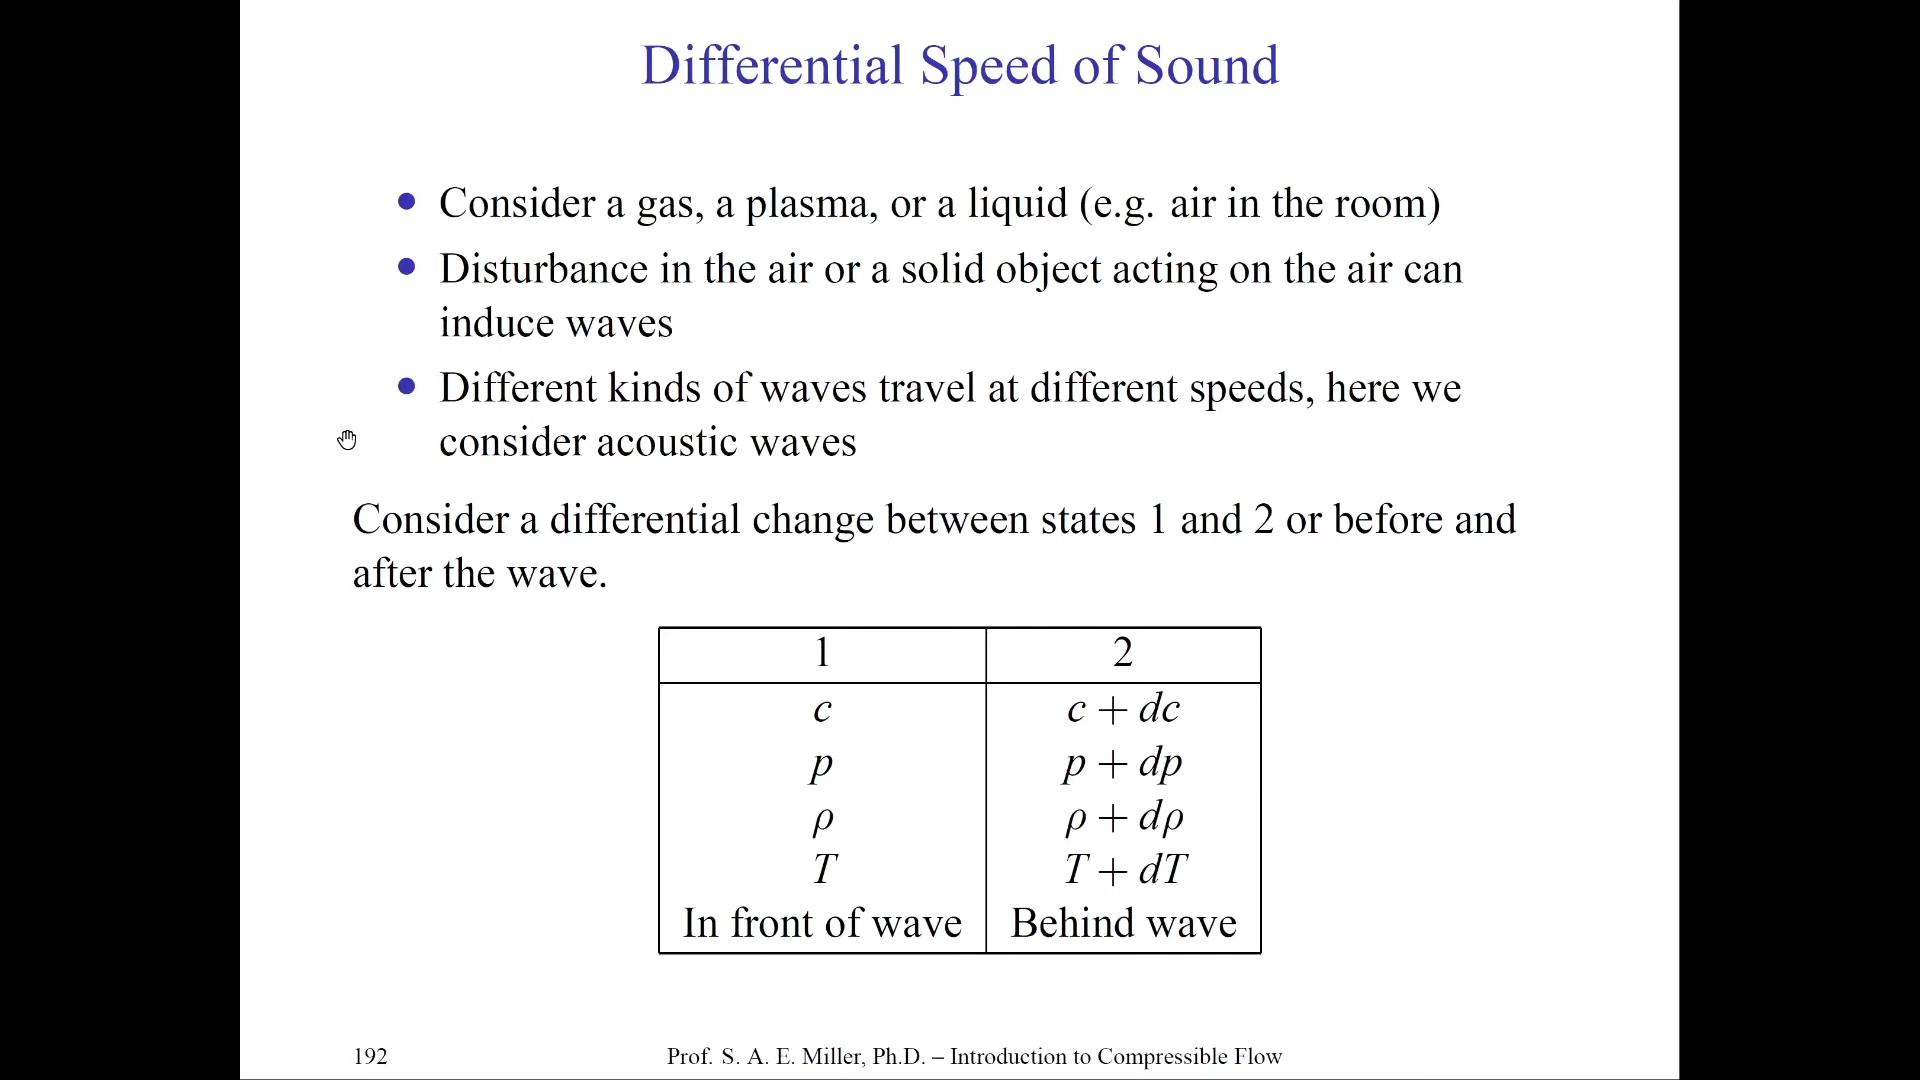 Differential Speed of Sound
Consider a gas, a plasma, or a liquid (e.g. air in the room)
Disturbance in the air or a solid object acting on the air can
induce waves
Different kinds of waves travel at different speeds, here we
consider acoustic waves
Consider a differential change between states 1 and 2 or before and
after the wave.
1 2
c c + dc
p p + dp
ρ ρ + dρ
T T + dT
In front of wave Behind wave
192 Prof. S. A. E. Miller, Ph.D. – Introduction to Compressible Flow